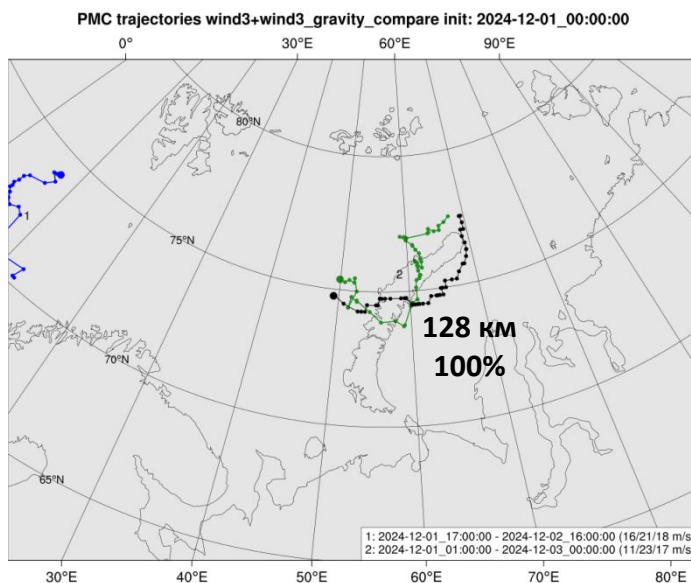 PMC trajectories wind3+wind3_gravity_compare init: 2024-12-01_00:00:00
0° 30°E 60°E 90°E
80°N
1
75°N
2
128 км
100%
70°N
65°N
1: 2024-12-01_17:00:00 - 2024-12-02_16:00:00 (16/21/18 m/s
2: 2024-12-01_01:00:00 - 2024-12-03_00:00:00 (11/23/17 m/s
30°E 40°E 50°E 60°E 70°E 80°E